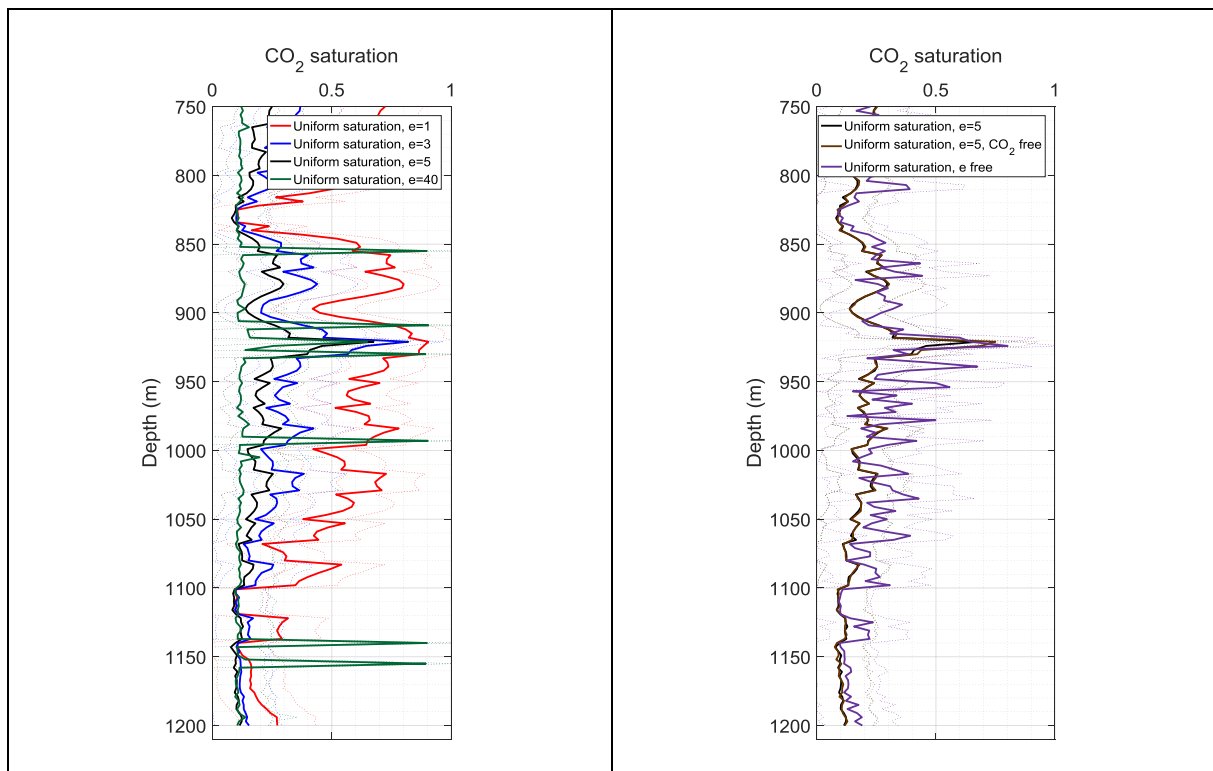 CO2 saturation
0 0.5 1
750
800
850
900
950
1000
1050
1100
1150
1200
Depth (m)
Uniform saturation, e=1
Uniform saturation, e=3
Uniform saturation, e=5
Uniform saturation, e=40
CO2 saturation
0 0.5 1
750
800
850
900
950
1000
1050
1100
1150
1200
Depth (m)
Uniform saturation, e=5
Uniform saturation, e=5, CO2 free
Uniform saturation, e free